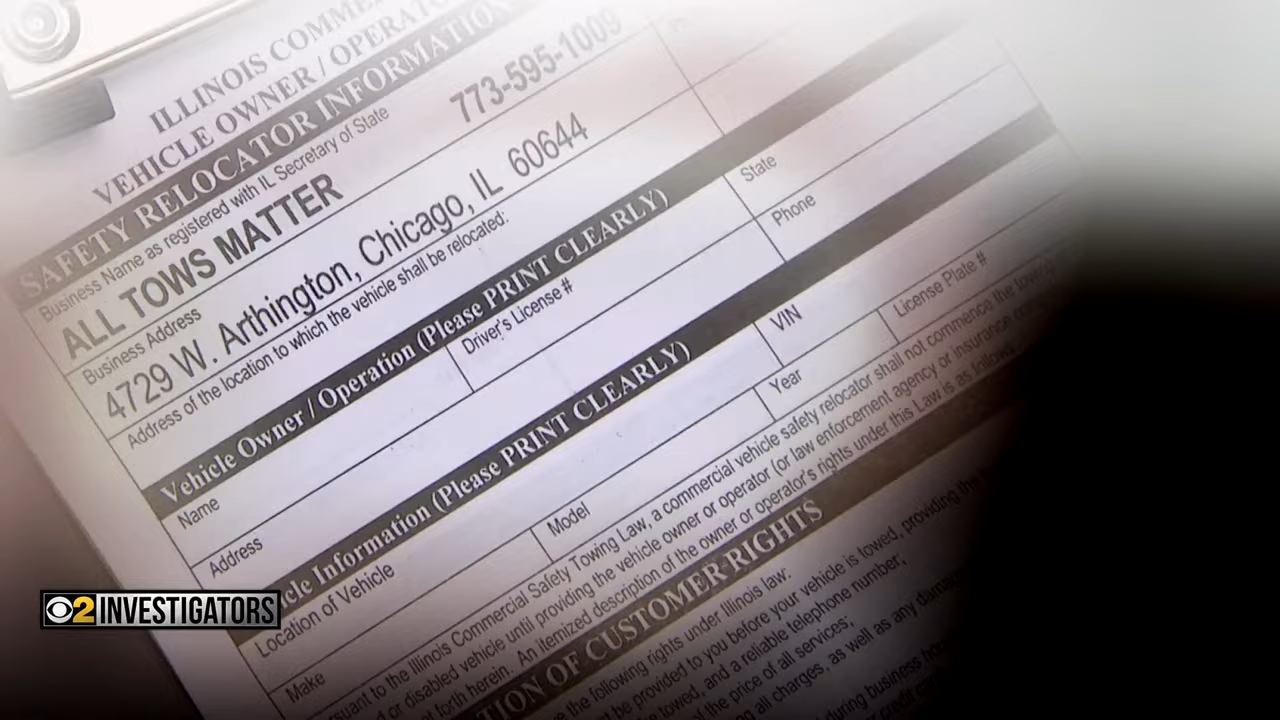 ILLINOIS COMME
VEHICLE OWNER / OPERATO
SAFETY RELOCATOR INFORMATION
Business Name as registered with IL Secretary of State
ALL TOWS MATTER
773-595-1009
Business Address
4729 W. Arthington, Chicago, IL 60644
Address of the location to which the vehicle shall be relocated:
Vehicle Owner / Operation (Please PRINT CLEARLY)
Name
Driver's License #
State
Address
Phone
icle Information (Please PRINT CLEARLY)
Location of Vehicle
VIN
Make
Model
Year
License Plate #
rsuant to the Illinois Commercial Safety Towing Law, a commercial vehicle safety relocator shall not commence the towing
d or disabled vehicle until providing the vehicle owner or operator (or law enforcement agency or insurance
forth herein. An itemized description of the owner or operator's rights under this Law is as follows
TION OF CUSTOMER RIGHTS
e the following rights under Illinois law:
t be provided to you before your vehicle is towed, providing the
towed, and a reliable telephone number;
the price of all services;
n all charges, as well as any
during business
2 INVESTIGATORS